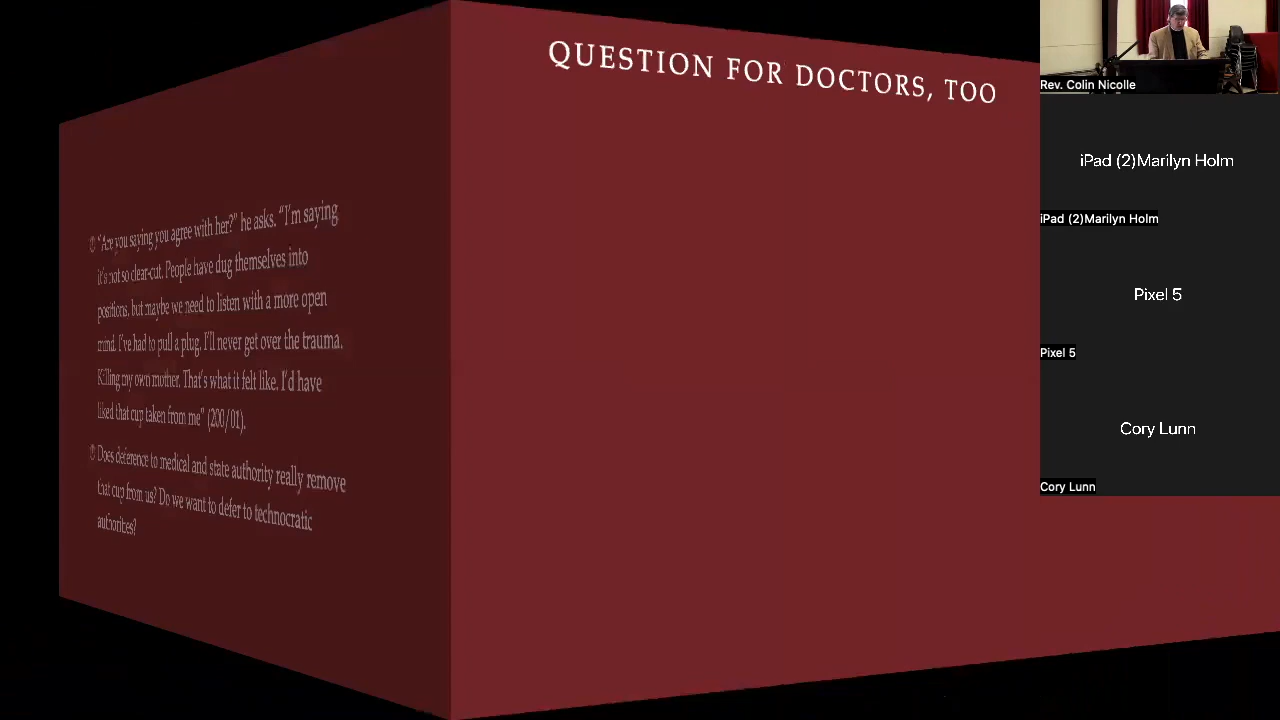 QUESTION FOR DOCTORS, TOO
“Are you saying you agree with her?” he asks. “I’m saying
it’s not so clear-cut. People have dug themselves into
positions, but maybe we need to listen with a more open
mind. I’ve had to pull a plug. I’ll never get over the trauma.
Killing my own mother. That’s what it felt like. I’d have
liked that cup taken from me” (200/01).
Does deference to medical and state authority really remove
that cup from us? Do we want to defer to technocratic
authorities?
Rev. Colin Nicolle
iPad (2)Marilyn Holm
iPad (2)Marilyn Holm
Pixel 5
Pixel 5
Cory Lunn
Cory Lunn